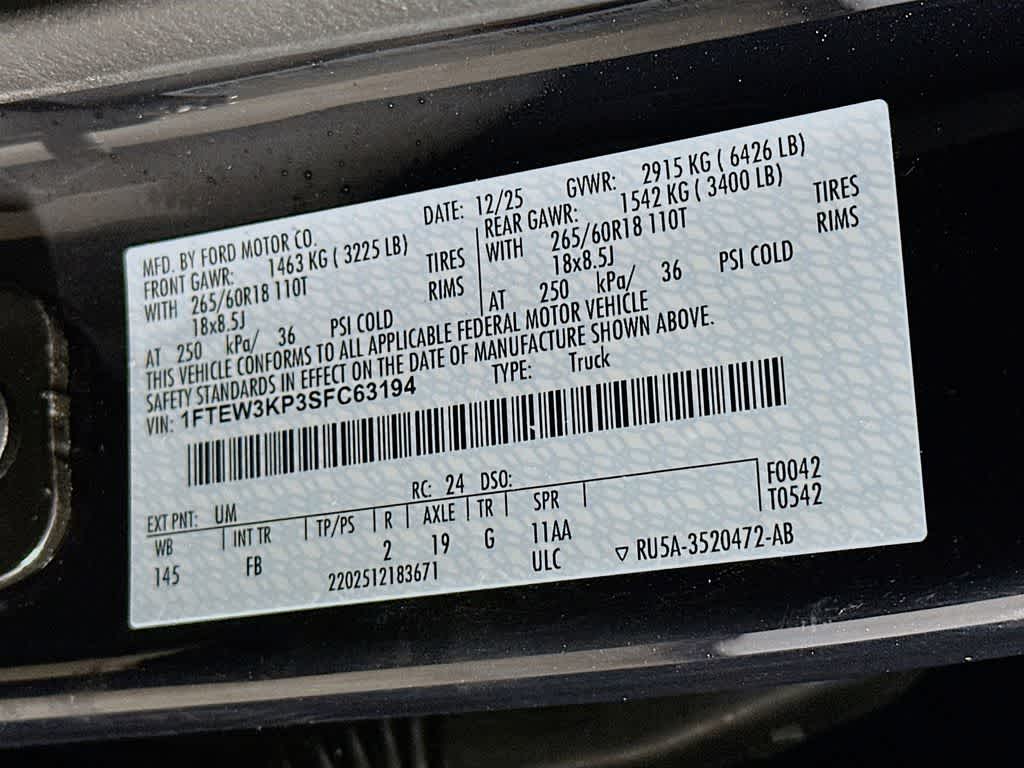 MFD. BY FORD MOTOR CO.
DATE: 12/25 GVWR: 2915 KG ( 6426 LB)
FRONT GAWR: 1463 KG ( 3225 LB)
WITH 265/60R18 110T TIRES
18x8.5J RIMS
AT 250 kPa/ 36 PSI COLD
REAR GAWR: 1542 KG ( 3400 LB)
WITH 265/60R18 110T TIRES
18x8.5J RIMS
AT 250 kPa/ 36 PSI COLD
THIS VEHICLE CONFORMS TO ALL APPLICABLE FEDERAL MOTOR VEHICLE
SAFETY STANDARDS IN EFFECT ON THE DATE OF MANUFACTURE SHOWN ABOVE.
VIN: 1FTEW3KP3SFC63194 TYPE: Truck
EXT PNT: UM RC: 24 DSO: F0042
WB INT TR TP/PS R AXLE TR SPR T0542
145 FB 2 19 G 11AA
2202512183671 ULC ▽ RU5A-3520472-AB